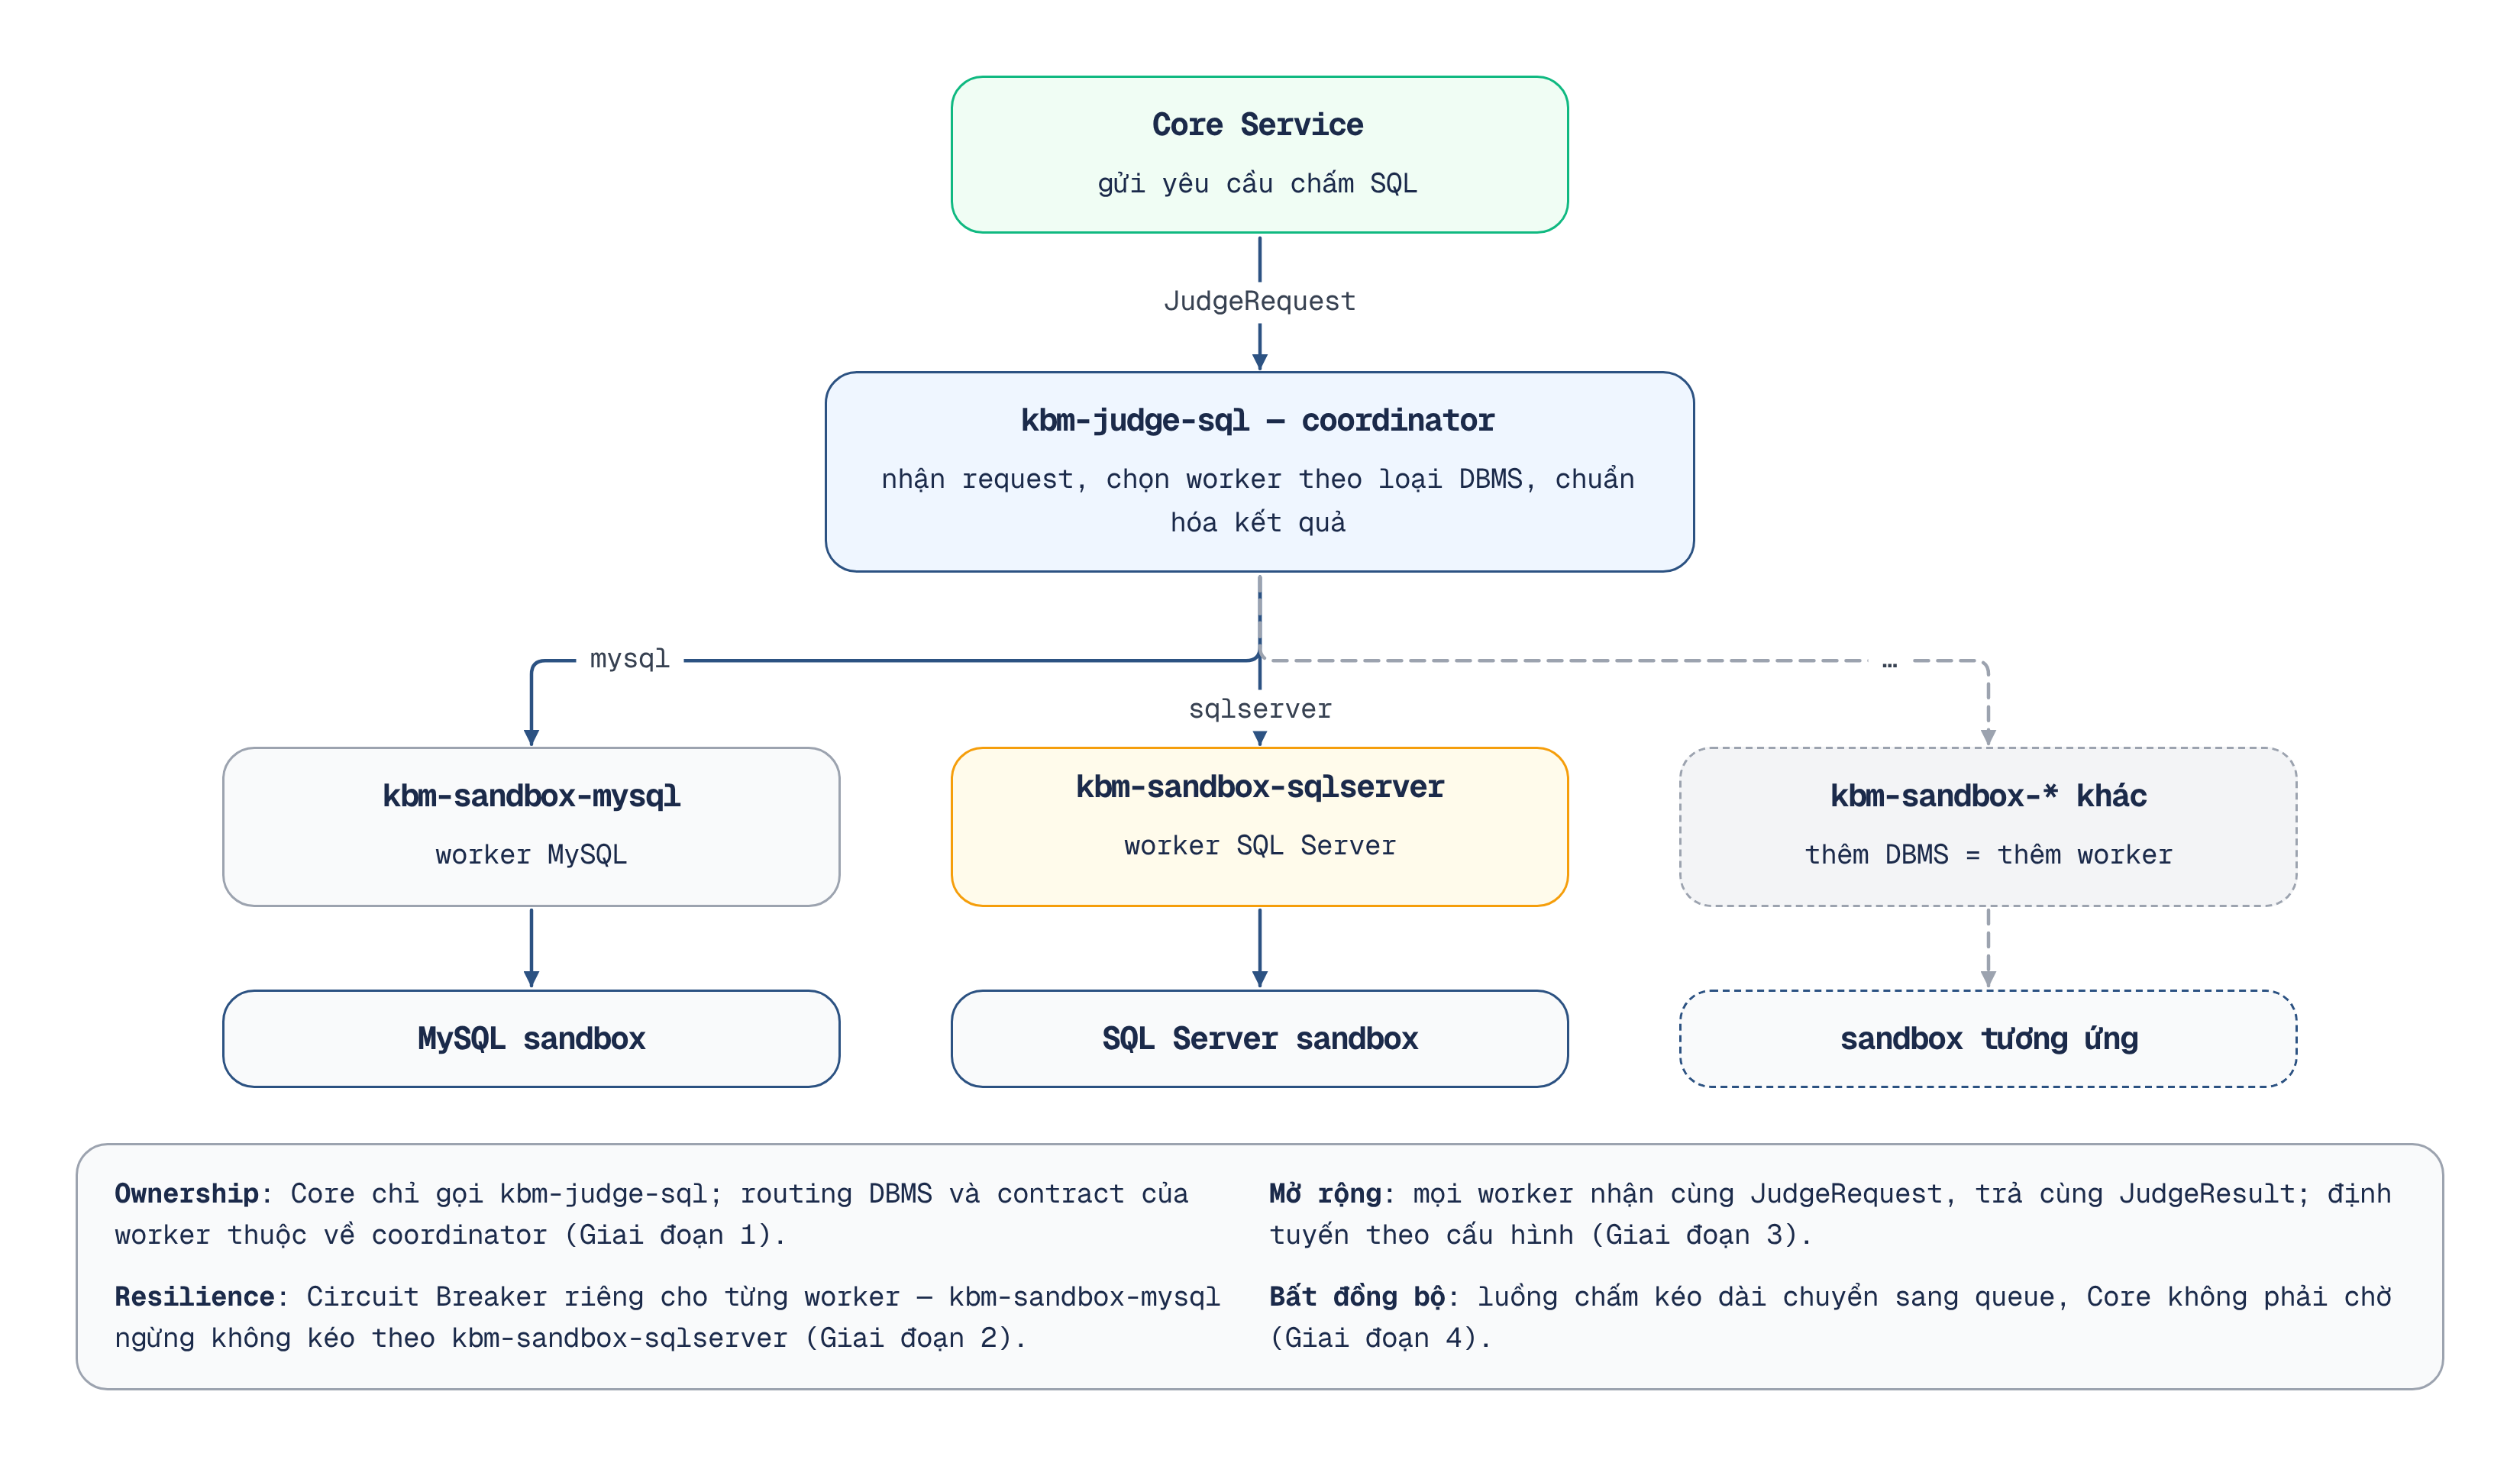 Core Service
gửi yêu cầu chấm SQL
JudgeRequest
kbm-judge-sql — coordinator
nhận request, chọn worker theo loại DBMS, chuẩn
hóa kết quả
mysql
…
sqlserver
kbm-sandbox-mysql
worker MySQL
kbm-sandbox-sqlserver
worker SQL Server
kbm-sandbox-* khác
thêm DBMS = thêm worker
MySQL sandbox
SQL Server sandbox
sandbox tương ứng
Ownership: Core chỉ gọi kbm-judge-sql; routing DBMS và contract của
worker thuộc về coordinator (Giai đoạn 1).
Resilience: Circuit Breaker riêng cho từng worker — kbm-sandbox-mysql
ngừng không kéo theo kbm-sandbox-sqlserver (Giai đoạn 2).
Mở rộng: mọi worker nhận cùng JudgeRequest, trả cùng JudgeResult; định
tuyến theo cấu hình (Giai đoạn 3).
Bất đồng bộ: luồng chấm kéo dài chuyển sang queue, Core không phải chờ
(Giai đoạn 4).